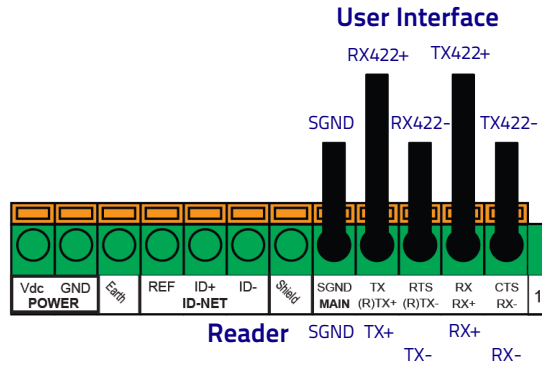 User Interface
RX422+ TX422+
SGND RX422- TX422-
Vdc GND Earth REF ID+ ID- Shield SGND TX RTS RX CTS 1
POWER ID-NET MAIN (R)TX+ (R)TX- RX+ RX-
Reader SGND TX+ RX+
TX- RX-